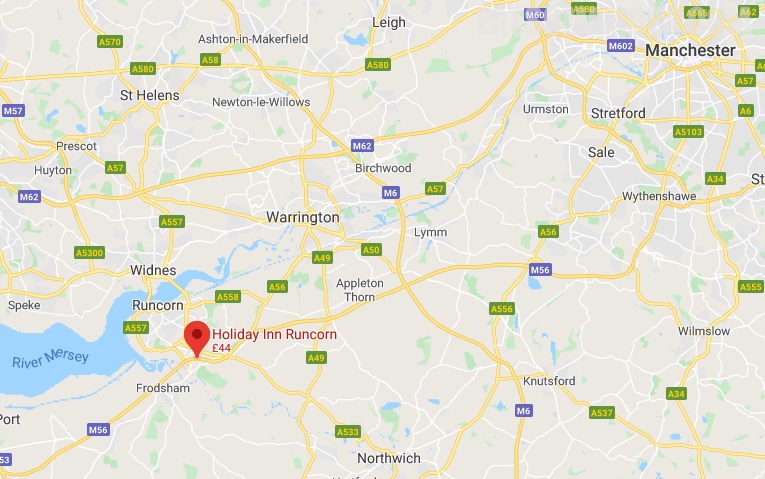 Leigh
M60
A580
A665
A62
A570
Ashton-in-Makerfield
M602
Manchester
A58
A580
A580
A57
St Helens
Newton-le-Willows
Urmston
Stretford
A6
M57
A5103
Prescot
M62
Sale
Huyton
A57
Birchwood
M62
M6
A57
A34
St
Wythenshawe
A557
Warrington
Lymm
A56
A5300
A49
A50
Widnes
M56
Appleton
Thorn
A56
A555
Speke
Runcorn
A558
A556
A557
Holiday Inn Runcorn
£44
Wilmslow
River Mersey
A49
Frodsham
Knutsford
A34
Port
M56
M6
A537
A533
53
Northwich